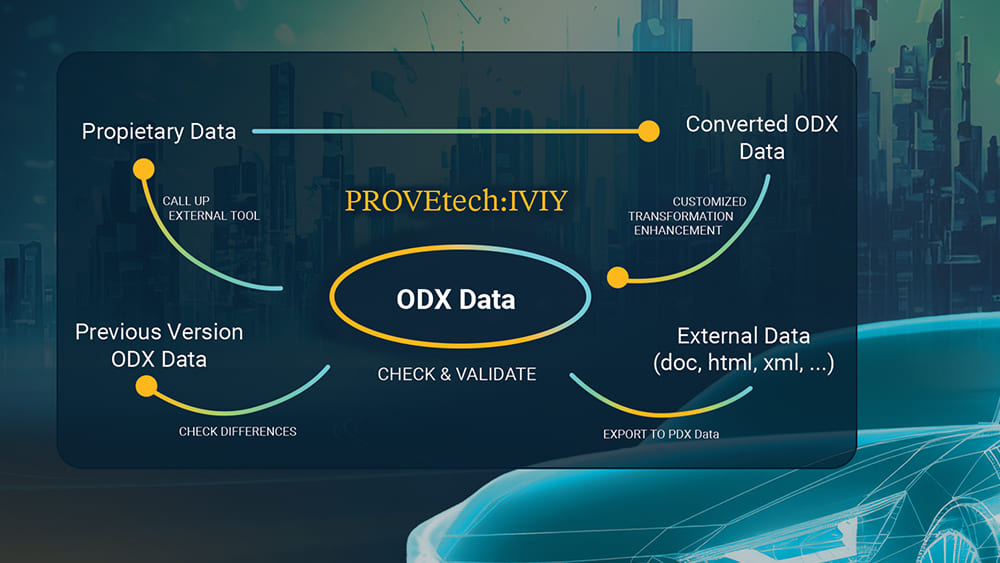 Propietary Data
Converted ODX
Data
CALL UP
EXTERNAL TOOL
PROVEtech:IVIY
CUSTOMIZED
TRANSFORMATION
ENHANCEMENT
ODX Data
Previous Version
ODX Data
External Data
(doc, html, xml, ...)
CHECK & VALIDATE
CHECK DIFFERENCES
EXPORT TO PDX Data